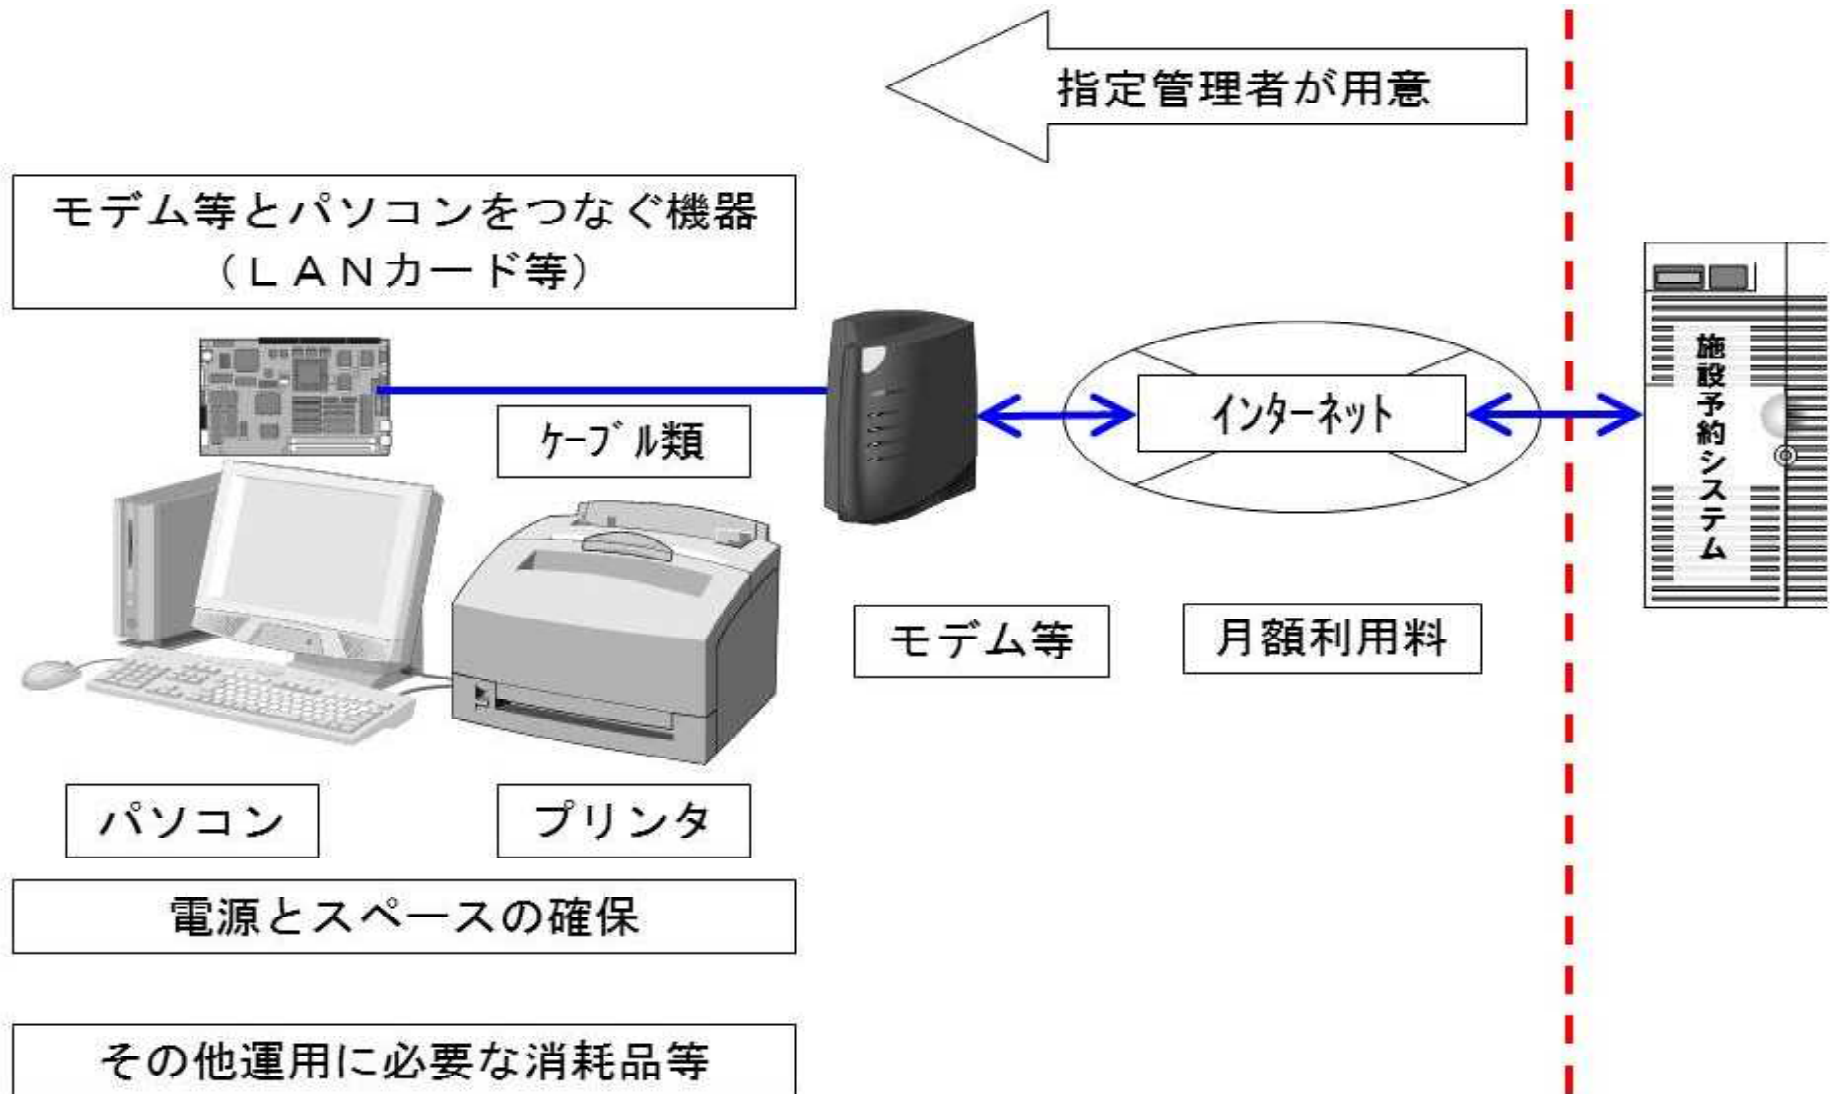 指定管理者が用意
モデム等とパソコンをつなぐ機器
（ＬＡＮカード等）
ｹｰﾌﾞﾙ類
インターネット
施設予約システム
モデム等
月額利用料
パソコン
プリンタ
電源とスペースの確保
その他運用に必要な消耗品等